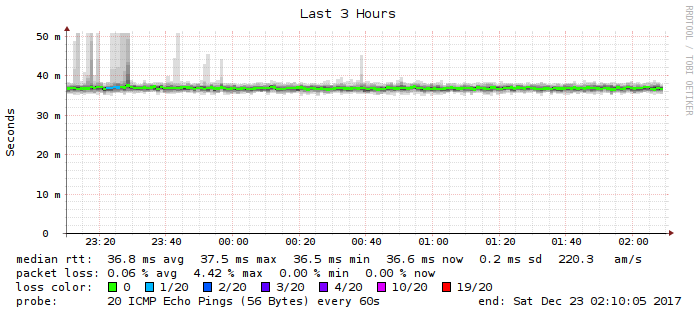 Last 3 Hours
RRDTOOL / TOBI OETIKER
Seconds
50 m
40 m
30 m
20 m
10 m
0
23:20 23:40 00:00 00:20 00:40 01:00 01:20 01:40 02:00
median rtt: 36.8 ms avg 37.5 ms max 36.5 ms min 36.6 ms now 0.2 ms sd 220.3 am/s
packet loss: 0.06 % avg 4.42 % max 0.00 % min 0.00 % now
loss color: 0 1/20 2/20 3/20 4/20 10/20 19/20
probe: 20 ICMP Echo Pings (56 Bytes) every 60s end: Sat Dec 23 02:10:05 2017